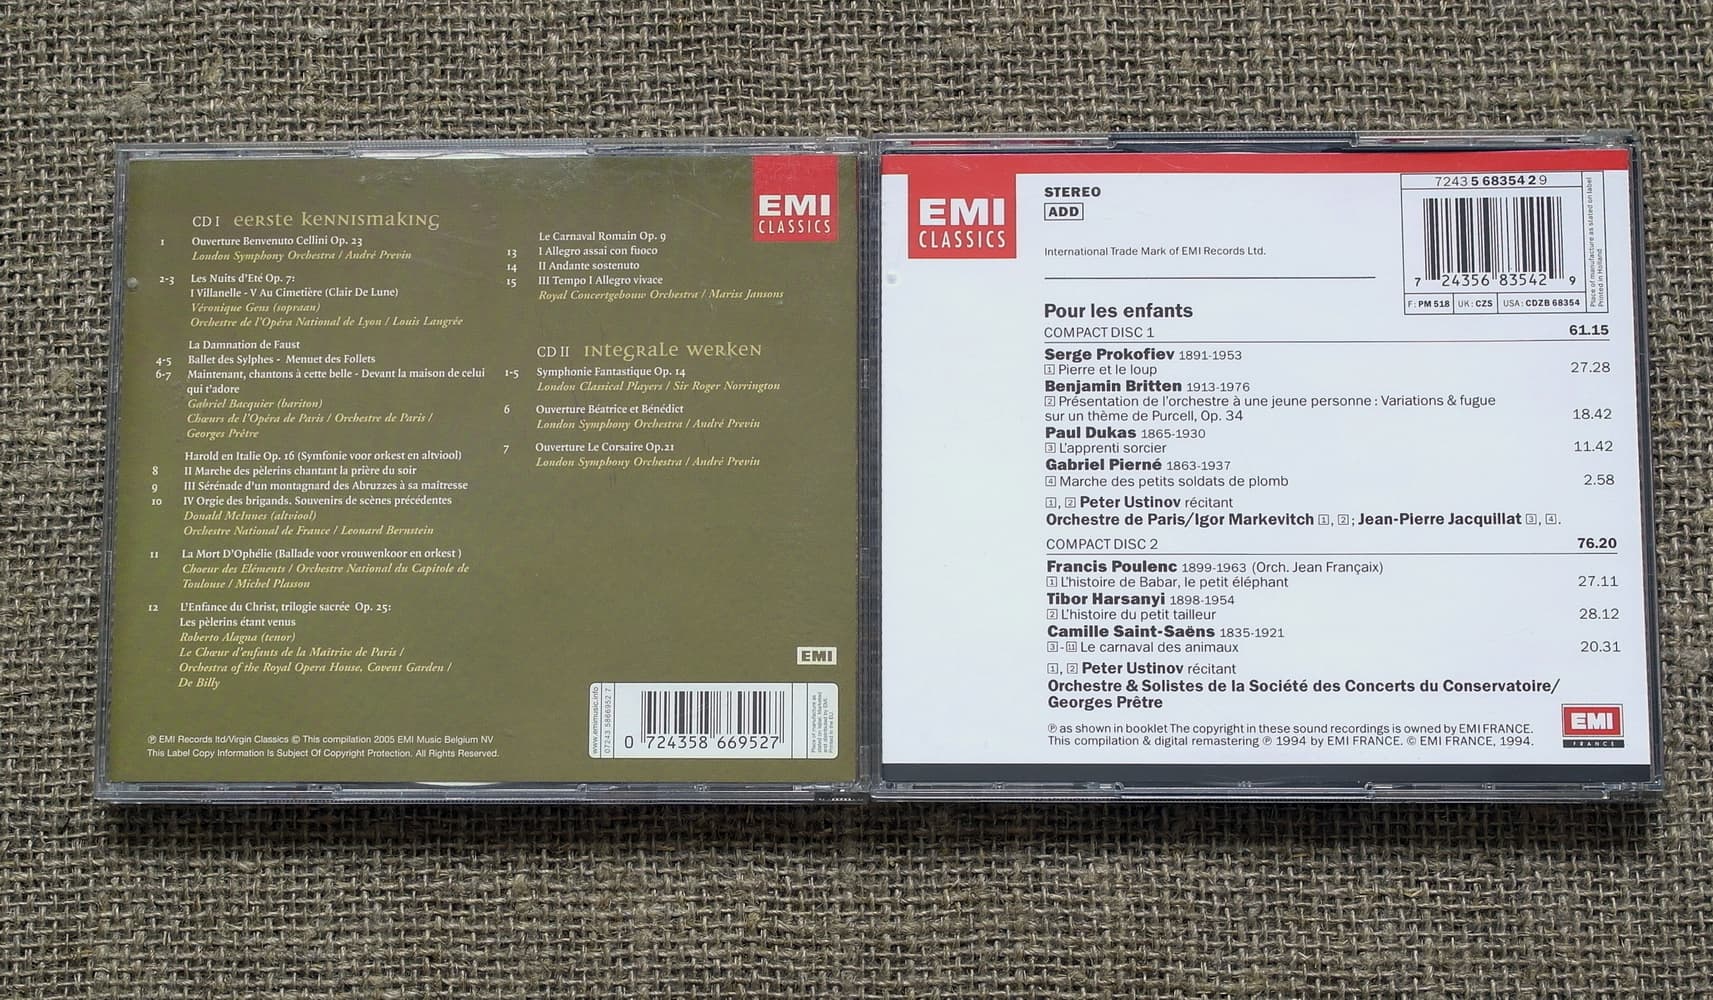 EMI
CLASSICS
CD I eerste kennismaking
1 Ouverture Benvenuto Cellini Op. 23
London Symphony Orchestra / André Previn
2-3 Les Nuits d'Eté Op. 7:
I Villanelle - V Au Cimetière (Clair De Lune)
Véronique Gens (sopraan)
Orchestre de l'Opéra National de Lyon / Louis Langrée
La Damnation de Faust
4-5 Ballet des Sylphes - Menuet des Follets
6-7 Maintenant, chantons à cette belle - Devant la maison de celui
qui t'adore
Gabriel Bacquier (bariton)
Chœurs de l'Opéra de Paris / Orchestre de Paris /
Georges Prêtre
Harold en Italie Op. 16 (Symfonie voor orkest en altviool)
8 II Marche des pèlerins chantant la prière du soir
9 III Sérénade d'un montagnard des Abruzzes à sa maîtresse
10 IV Orgie des brigands. Souvenirs de scènes précédentes
Donald McInnes (altviool)
Orchestre National de France / Leonard Bernstein
11 La Mort D'Ophélie (Ballade voor vrouwenkoor en orkest )
Choeur des Eléments / Orchestre National du Capitole de
Toulouse / Michel Plasson
12 L'Enfance du Christ, trilogie sacrée Op. 25:
Les pèlerins étant venus
Roberto Alagna (tenor)
Le Chœur d'enfants de la Maîtrise de Paris /
Orchestra of the Royal Opera House, Covent Garden /
De Billy
Le Carnaval Romain Op. 9
13 I Allegro assai con fuoco
14 II Andante sostenuto
15 III Tempo I Allegro vivace
Royal Concertgebouw Orchestra / Mariss Jansons
CD II integrale werken
1-5 Symphonie Fantastique Op. 14
London Classical Players / Sir Roger Norrington
6 Ouverture Béatrice et Bénédict
London Symphony Orchestra / André Previn
7 Ouverture Le Corsaire Op.21
London Symphony Orchestra / André Previn
EMI
www.emimusic.info
07243 5866952 7
0 724358 669527
℗ EMI Records ltd/Virgin Classics © This compilation 2005 EMI Music Belgium NV
This Label Copy Information Is Subject Of Copyright Protection. All Rights Reserved.
EMI
CLASSICS
STEREO
ADD
International Trade Mark of EMI Records Ltd.
7243 5 68354 2 9
7 24356 83542 9
Place of manufacture as stated on label
Printed in Holland
F: PM 518 UK: CZS USA: CDZB 68354
Pour les enfants
COMPACT DISC 1 61.15
Serge Prokofiev 1891-1953
1 Pierre et le loup 27.28
Benjamin Britten 1913-1976
2 Présentation de l'orchestre à une jeune personne : Variations & fugue
sur un thème de Purcell, Op. 34 18.42
Paul Dukas 1865-1930
3 L'apprenti sorcier 11.42
Gabriel Pierné 1863-1937
4 Marche des petits soldats de plomb 2.58
1, 2 Peter Ustinov récitant
Orchestre de Paris/Igor Markevitch 1, 2; Jean-Pierre Jacquillat 3, 4.
COMPACT DISC 2 76.20
Francis Poulenc 1899-1963 (Orch. Jean Françaix)
1 L'histoire de Babar, le petit éléphant 27.11
Tibor Harsanyi 1898-1954
2 L'histoire du petit tailleur 28.12
Camille Saint-Saëns 1835-1921
3 - 11 Le carnaval des animaux 20.31
1, 2 Peter Ustinov récitant
Orchestre & Solistes de la Société des Concerts du Conservatoire/
Georges Prêtre
℗ as shown in booklet The copyright in these sound recordings is owned by EMI FRANCE.
This compilation & digital remastering ℗ 1994 by EMI FRANCE. © EMI FRANCE, 1994.
EMI
FRANCE